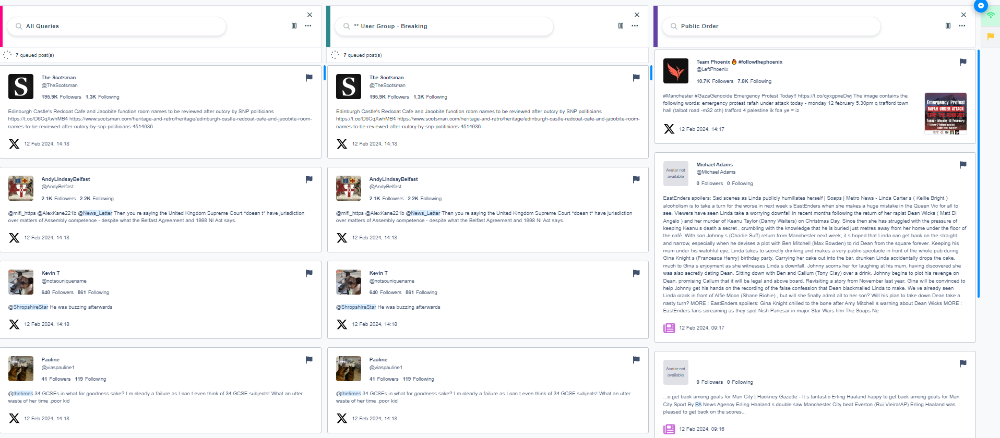 All Queries
7 queued post(s)
The Scotsman
@TheScotsman
195.9K Followers 1.3K Following
Edinburgh Castle's Redcoat Cafe and Jacobite function room names to be reviewed after outcry by SNP politicians
https://t.co/D6CqXwhMB4 https://www.scotsman.com/heritage-and-retro/heritage/edinburgh-castle-redcoat-cafe-and-jacobite-room-
names-to-be-reviewed-after-outcry-by-snp-politicians-4514936
12 Feb 2024, 14:18
AndyLindsayBelfast
@AndyBelfast
2.1K Followers 2.2K Following
@mifi_https @AlexKane221b @News_Letter Then you re saying the United Kingdom Supreme Court *doesn t* have jurisdiction
over matters of Assembly competence - despite what the Belfast Agreement and 1998 NI Act says.
12 Feb 2024, 14:18
Kevin T
@notsouniquename
640 Followers 861 Following
@ShropshireStar He was buzzing afterwards
12 Feb 2024, 14:18
Pauline
@viaspauline1
41 Followers 119 Following
@thetimes 34 GCSEs in what for goodness sake? I m clearly a failure as I can t even think of 34 GCSE subjects! What an utter
waste of her time .poor kid
12 Feb 2024, 14:18
** User Group - Breaking
7 queued post(s)
The Scotsman
@TheScotsman
195.9K Followers 1.3K Following
Edinburgh Castle's Redcoat Cafe and Jacobite function room names to be reviewed after outcry by SNP politicians
https://t.co/D6CqXwhMB4 https://www.scotsman.com/heritage-and-retro/heritage/edinburgh-castle-redcoat-cafe-and-jacobite-room-
names-to-be-reviewed-after-outcry-by-snp-politicians-4514936
12 Feb 2024, 14:18
AndyLindsayBelfast
@AndyBelfast
2.1K Followers 2.2K Following
@mifi_https @AlexKane221b @News_Letter Then you re saying the United Kingdom Supreme Court *doesn t* have jurisdiction
over matters of Assembly competence - despite what the Belfast Agreement and 1998 NI Act says.
12 Feb 2024, 14:18
Kevin T
@notsouniquename
640 Followers 861 Following
@ShropshireStar He was buzzing afterwards
12 Feb 2024, 14:18
Pauline
@viaspauline1
41 Followers 119 Following
@thetimes 34 GCSEs in what for goodness sake? I m clearly a failure as I can t even think of 34 GCSE subjects! What an utter
waste of her time .poor kid
12 Feb 2024, 14:18
Public Order
Team Phoenix 🔥 #followthephoenix
@LeftPhoenix
10.7K Followers 7.8K Following
#Manchester #GazaGenocide Emergency Protest Today!! https://t.co/qyxgpxeDwj The image contains the
following words: emergency protest rafah under attack today - monday 12 february 5.30pm q trafford town
hall (talbot road -m32 oth) trafford 4 palestine ik foa ye = iz
Emergency Protest
RAFAH UNDER ATTACK
STOP THE GENOCIDE
Today - Monday 12 February
12 Feb 2024, 14:17
Avatar not
available
Michael Adams
@Michael Adams
0 Followers 0 Following
EastEnders spoilers: Sad scenes as Linda publicly humiliates herself | Soaps | Metro News - Linda Carter s ( Kellie Bright )
alcoholism is to take a turn for the worse in next week s EastEnders when she makes a huge mistake in the Queen Vic for all to
see. Viewers have seen Linda take a worrying downfall in recent months following the return of her rapist Dean Wicks ( Matt Di
Angelo ) and her murder of Keanu Taylor (Danny Walters) on Christmas Day. Since then she has struggled with the pressure of
keeping Keanu s death a secret , crumbling with the knowledge that he is buried just metres away from her home under the floor of
the café. With son Johnny s (Charlie Suff) return from Manchester next week, it s hoped that Linda can get back on the straight
and narrow, especially when he devises a plot with Ben Mitchell (Max Bowden) to rid Dean from the square forever. Keeping his
mum under his watchful eye, Linda takes to secretly drinking and makes a very public spectacle in front of the whole pub during
Gina Knight s (Francesca Henry) birthday party. Carrying her cake out into the bar, drunken Linda accidentally drops the cake,
much to Gina s enjoyment as she witnesses Linda s downfall. Johnny scorns her for laughing at his mum, having discovered she
was also secretly dating Dean. Sitting down with Ben and Callum (Tony Clay) over a drink, Johnny begins to plot his revenge on
Dean, promising Callum that it will be legal and above board. Revisiting a story from November last year, Gina will be convinced to
help Johnny get his hands on the recording of the false confession that Dean blackmailed Linda to make. We ve already seen
Linda crack in front of Alfie Moon (Shane Richie) , but will she finally admit all to her son? Will his plan to take down Dean take a
nasty turn? MORE : EastEnders spoilers: Gina Knight chilled to the bone after Amy Mitchell s warning about Dean Wicks MORE :
EastEnders fans screaming as they spot Nish Panesar in major Star Wars film The Soaps Ne
12 Feb 2024, 09:17
Avatar not
available
0 Followers 0 Following
...o get back among goals for Man City | Hackney Gazette - It s fantastic Erling Haaland happy to get back among goals for Man
City Sport By PA News Agency Erling Haaland s double saw Manchester City beat Everton (Rui Vieira/AP) Erling Haaland was
pleased to get back on the scores...
12 Feb 2024, 09:16